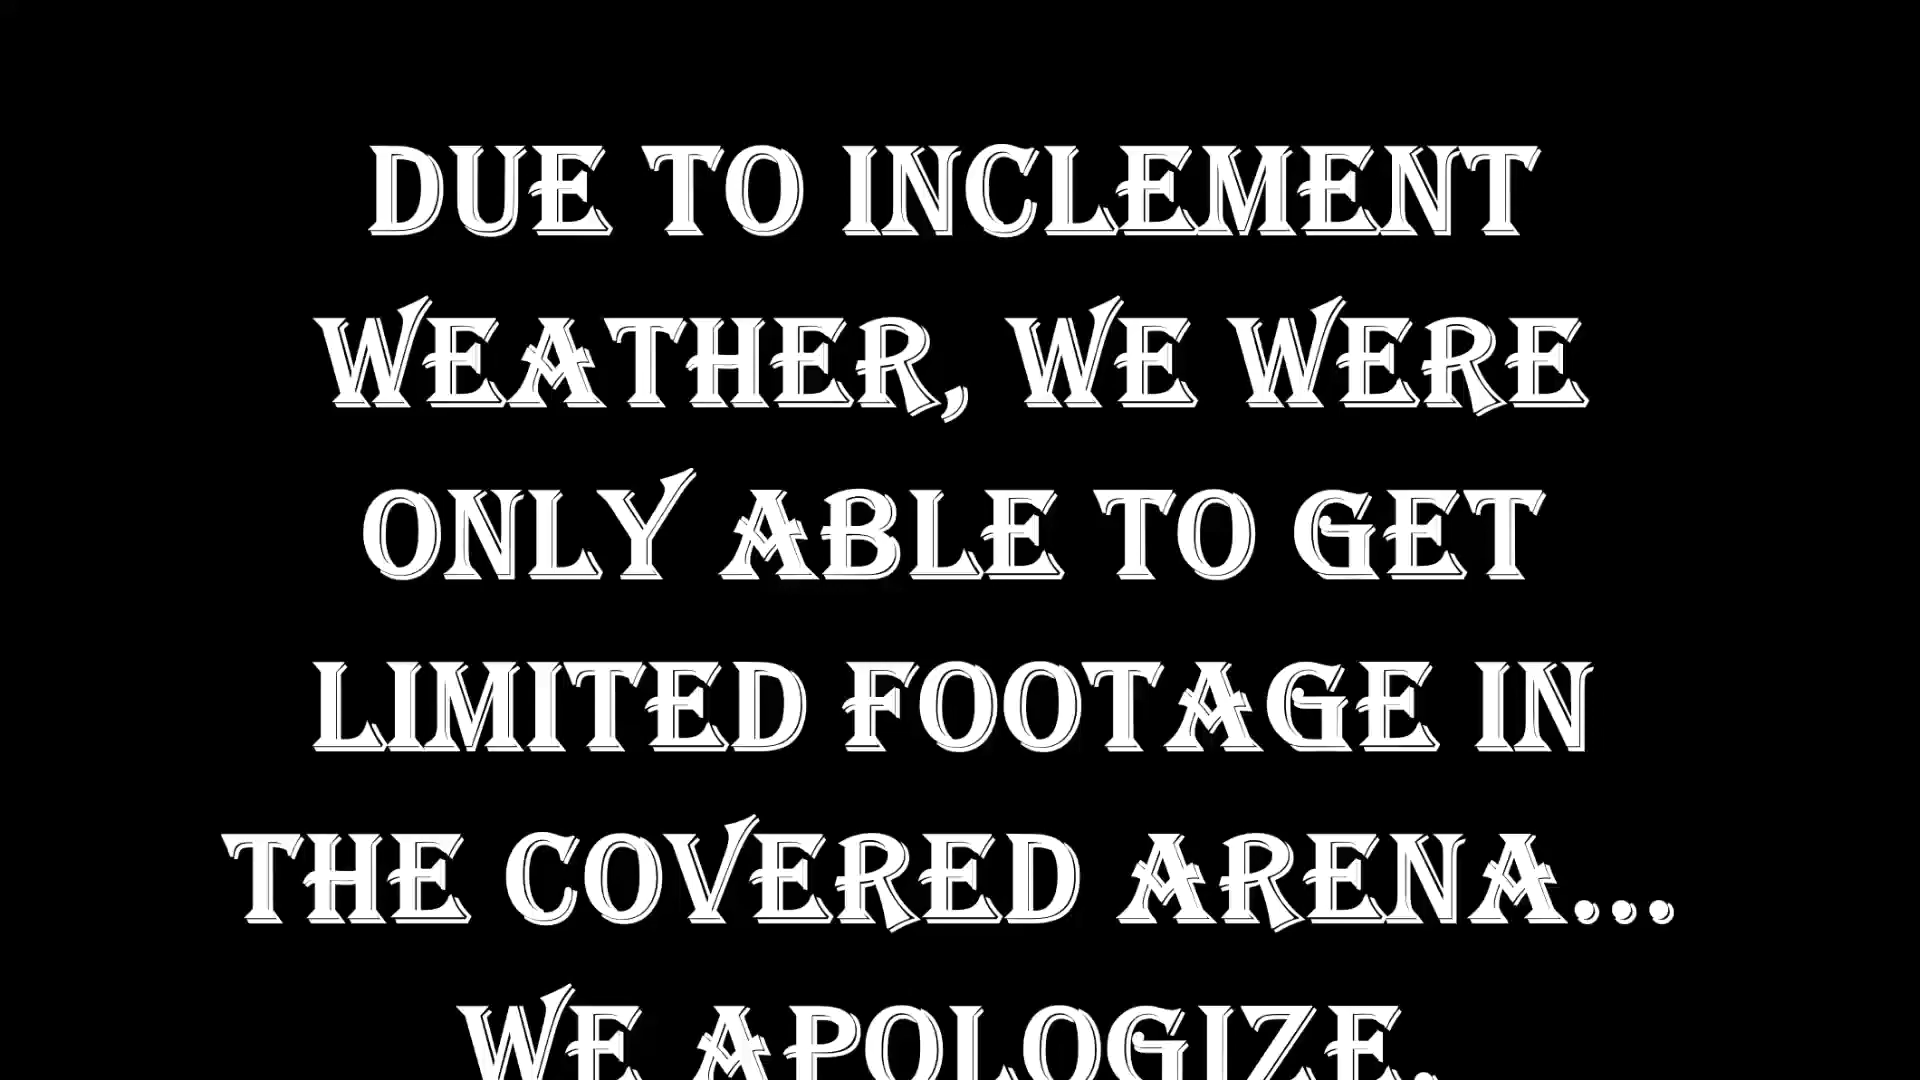 DUE TO INCLEMENT
WEATHER, WE WERE
ONLY ABLE TO GET
LIMITED FOOTAGE IN
THE COVERED ARENA...
WE APOLOGIZE.